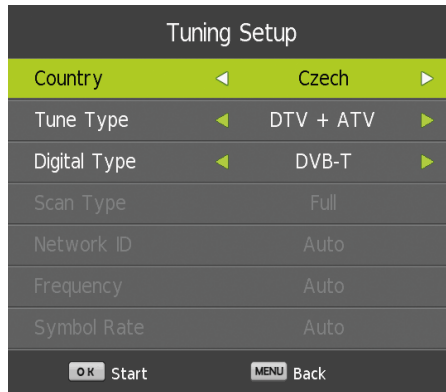 Tuning Setup
Country Czech
Tune Type DTV + ATV
Digital Type DVB-T
Scan Type Full
Network ID Auto
Frequency Auto
Symbol Rate Auto
OK Start MENU Back